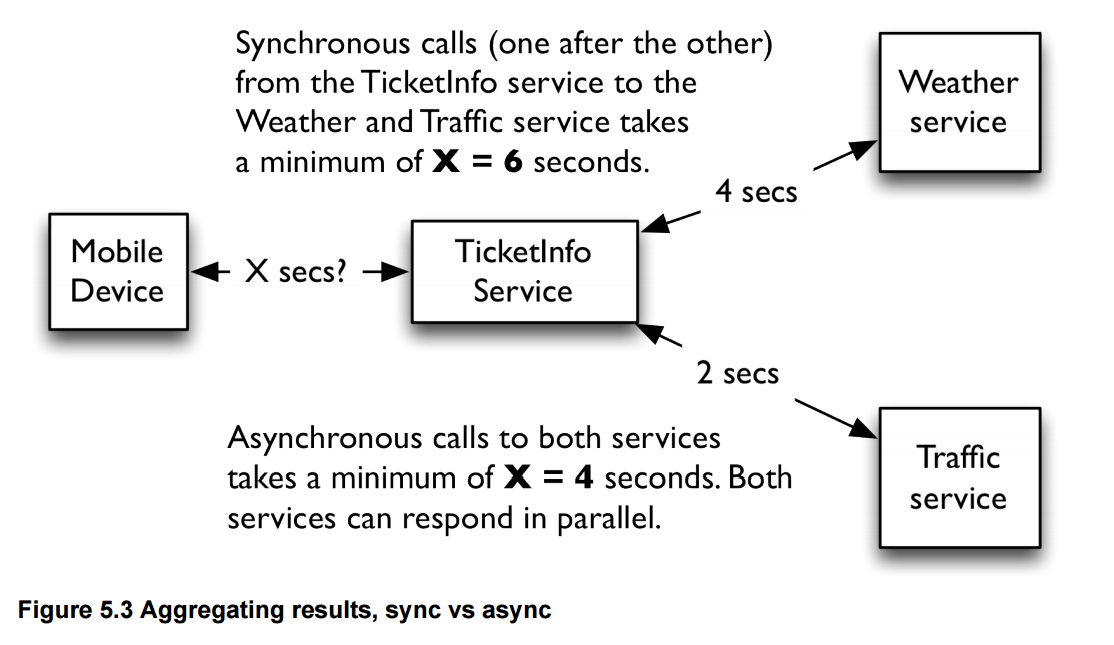 Synchronous calls (one after the other)
from the TicketInfo service to the
Weather and Traffic service takes
a minimum of X = 6 seconds.
Weather
service
4 secs
Mobile
Device
X secs?
TicketInfo
Service
2 secs
Asynchronous calls to both services
takes a minimum of X = 4 seconds. Both
services can respond in parallel.
Traffic
service
Figure 5.3 Aggregating results, sync vs async